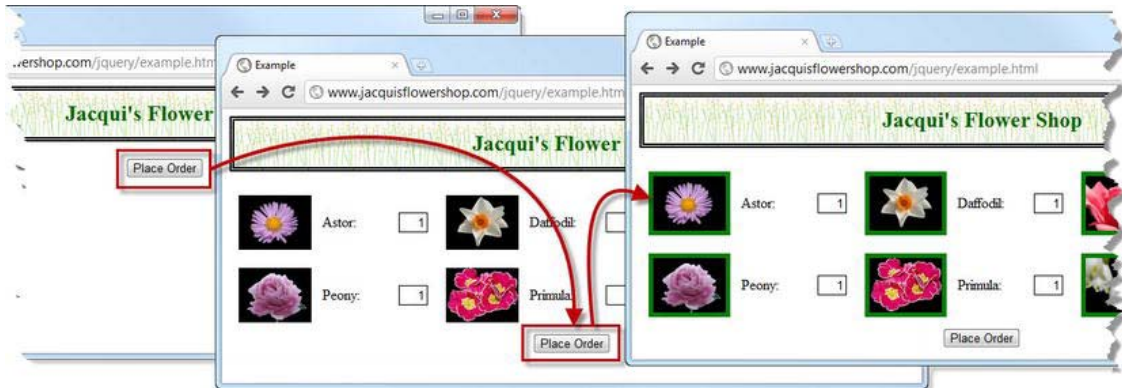 wershop.com/jquery/example.htm
Jacqui's Flower
Place Order
Example
www.jacquisflowershop.com/jquery/example.htm
Jacqui's Flower
Astor:
1
Daffodil:
Peony:
1
Primula:
Place Order
Example
www.jacquisflowershop.com/jquery/example.html
Jacqui's Flower Shop
Astor:
1
Daffodil:
1
Peony:
1
Primula:
1
Place Order